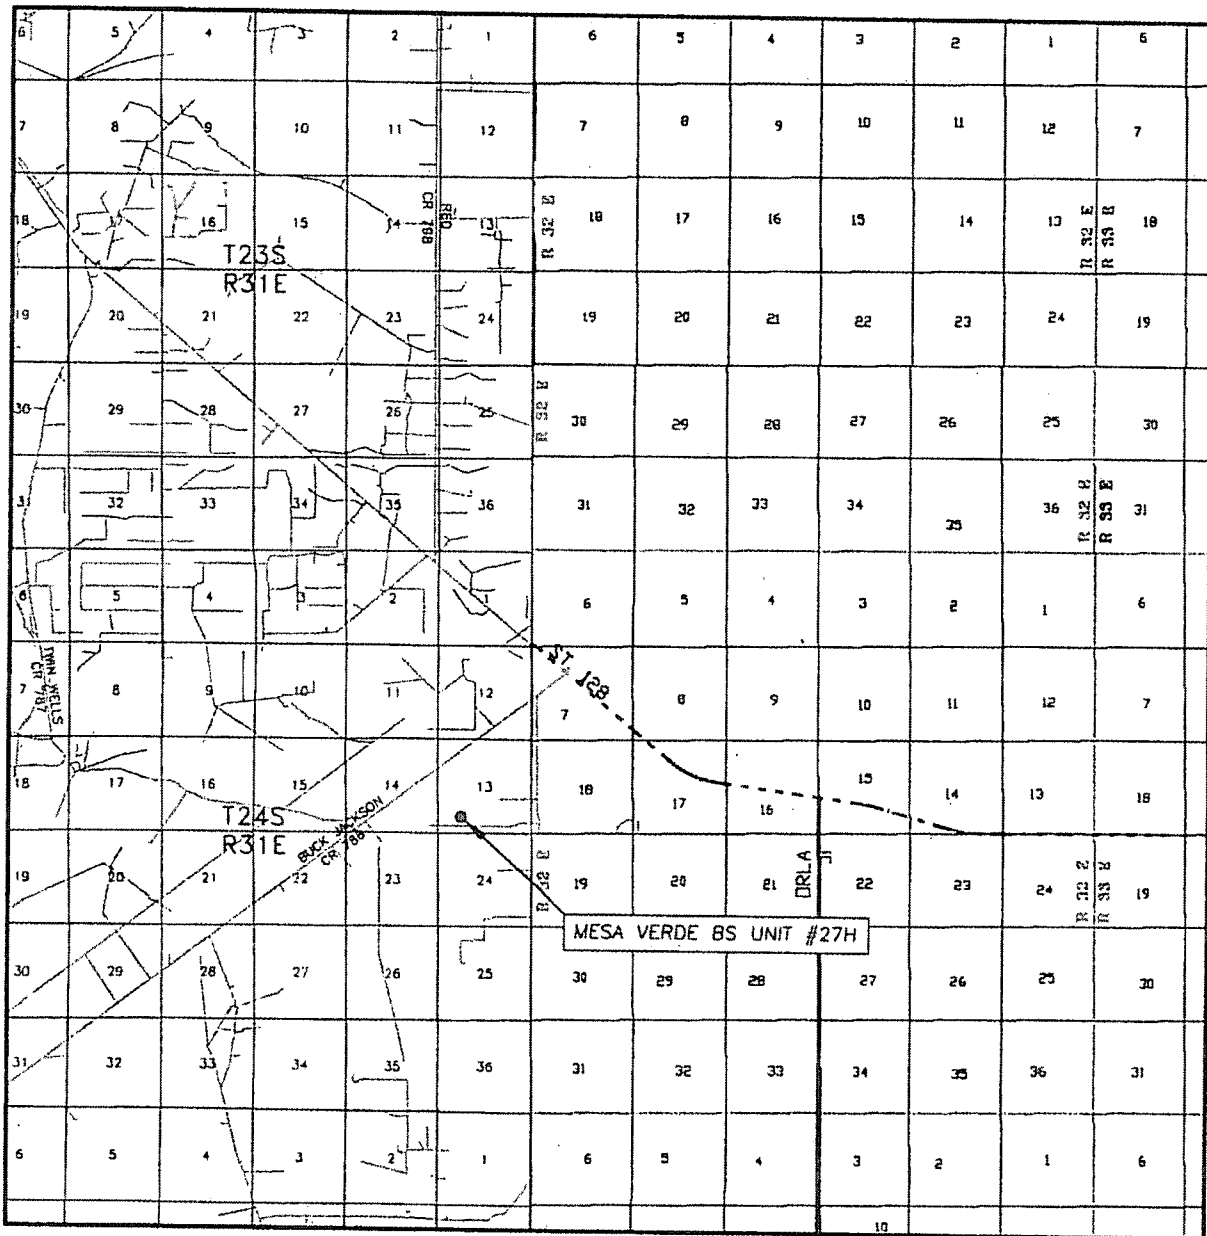 6 5 4 3 2 1 6 5 4 3 2 1 6
7 8 9 10 11 12 7 8 9 10 11 12 7
18 16 15 14 13 18 17 16 15 14 13 18
CR 798
RED
R 32 E
R 32 E
R 33 E
T23S
R31E
19 20 21 22 23 24 19 20 21 22 23 24 19
30 29 28 27 26 25 30 29 28 27 26 25 30
R 32 E
31 32 33 34 35 36 31 32 33 34 35 36 31
R 32 E
R 33 E
6 5 4 3 2 1 6 5 4 3 2 1 6
ST 128
TWIN WELLS
CR 787
7 8 9 10 11 12 7 8 9 10 11 12 7
18 17 16 15 14 13 18 17 16 15 14 13 18
T24S
R31E
BUCK JACKSON
CR 786
19 20 21 22 23 24 19 20 21 22 23 24 19
R 32 E
ORLA
R 32 E
R 33 E
MESA VERDE BS UNIT #27H
30 29 28 27 26 25 30 29 28 27 26 25 30
31 32 33 34 35 36 31 32 33 34 35 36 31
6 5 4 3 2 1 6 5 4 3 2 1 6
10